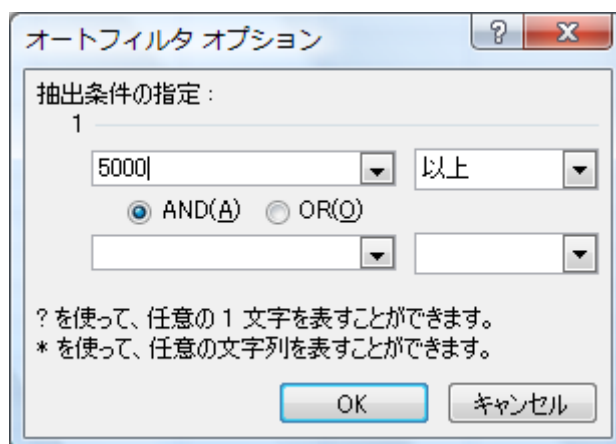 オートフィルタ オプション
抽出条件の指定 :
1
5000 以上
AND(A) OR(O)
? を使って、任意の 1 文字を表すことができます。
* を使って、任意の文字列を表すことができます。
OK キャンセル